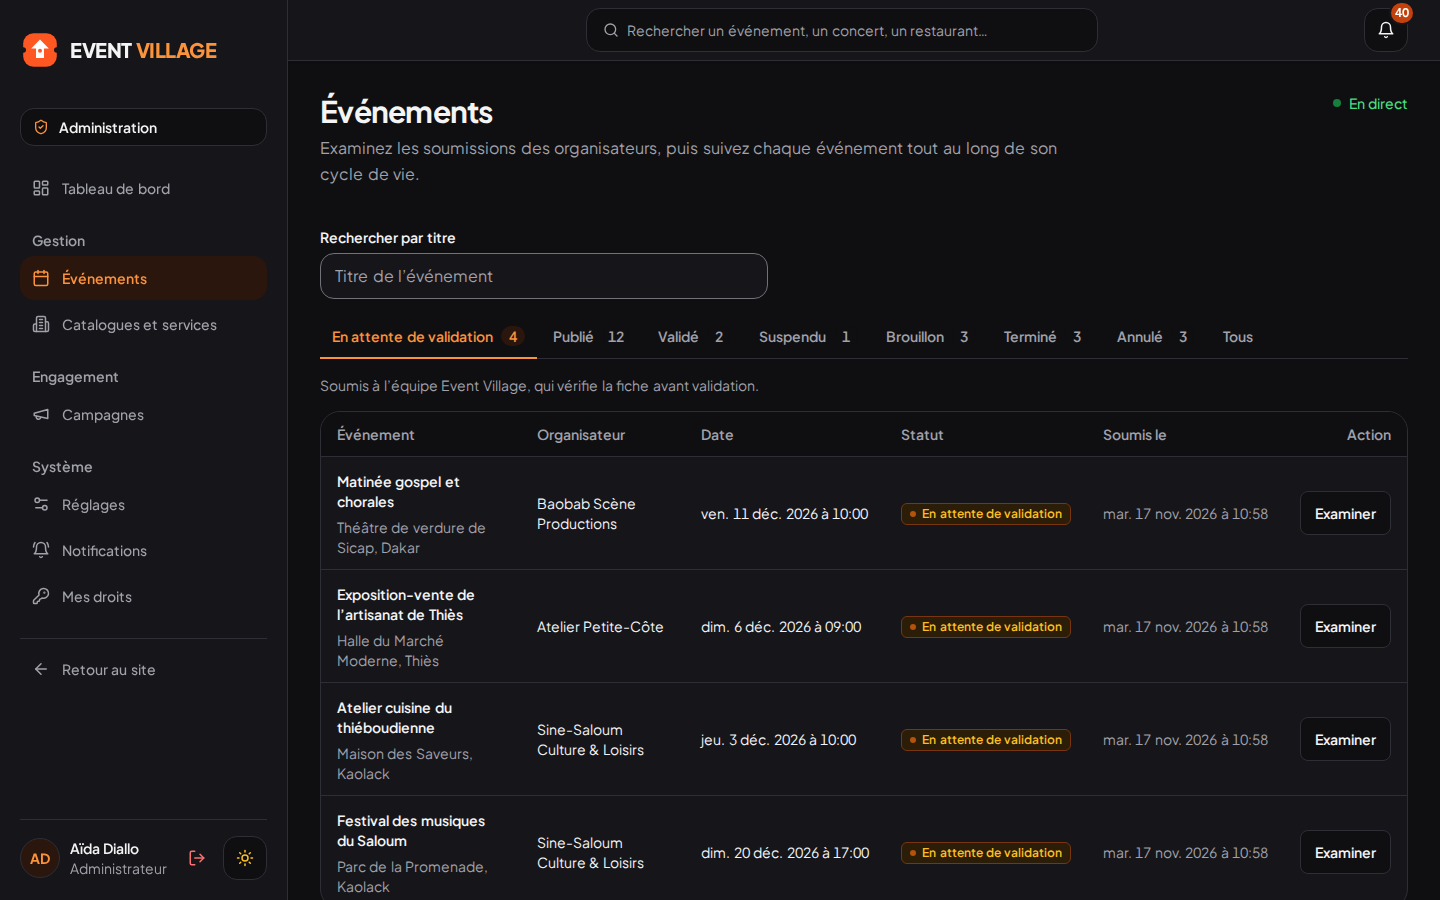 EVENT VILLAGE
Rechercher un événement, un concert, un restaurant…
40
Administration
Tableau de bord
Gestion
Événements
Catalogues et services
Engagement
Campagnes
Système
Réglages
Notifications
Mes droits
Retour au site
AD
Aïda Diallo
Administrateur
Événements
En direct
Examinez les soumissions des organisateurs, puis suivez chaque événement tout au long de son
cycle de vie.
Rechercher par titre
Titre de l’événement
En attente de validation 4 Publié 12 Validé 2 Suspendu 1 Brouillon 3 Terminé 3 Annulé 3 Tous
Soumis à l’équipe Event Village, qui vérifie la fiche avant validation.
Événement Organisateur Date Statut Soumis le Action
Matinée gospel et
chorales
Théâtre de verdure de
Sicap, Dakar
Baobab Scène
Productions
ven. 11 déc. 2026 à 10:00
En attente de validation
mar. 17 nov. 2026 à 10:58
Examiner
Exposition-vente de
l’artisanat de Thiès
Halle du Marché
Moderne, Thiès
Atelier Petite-Côte
dim. 6 déc. 2026 à 09:00
En attente de validation
mar. 17 nov. 2026 à 10:58
Examiner
Atelier cuisine du
thiéboudienne
Maison des Saveurs,
Kaolack
Sine-Saloum
Culture & Loisirs
jeu. 3 déc. 2026 à 10:00
En attente de validation
mar. 17 nov. 2026 à 10:58
Examiner
Festival des musiques
du Saloum
Parc de la Promenade,
Kaolack
Sine-Saloum
Culture & Loisirs
dim. 20 déc. 2026 à 17:00
En attente de validation
mar. 17 nov. 2026 à 10:58
Examiner